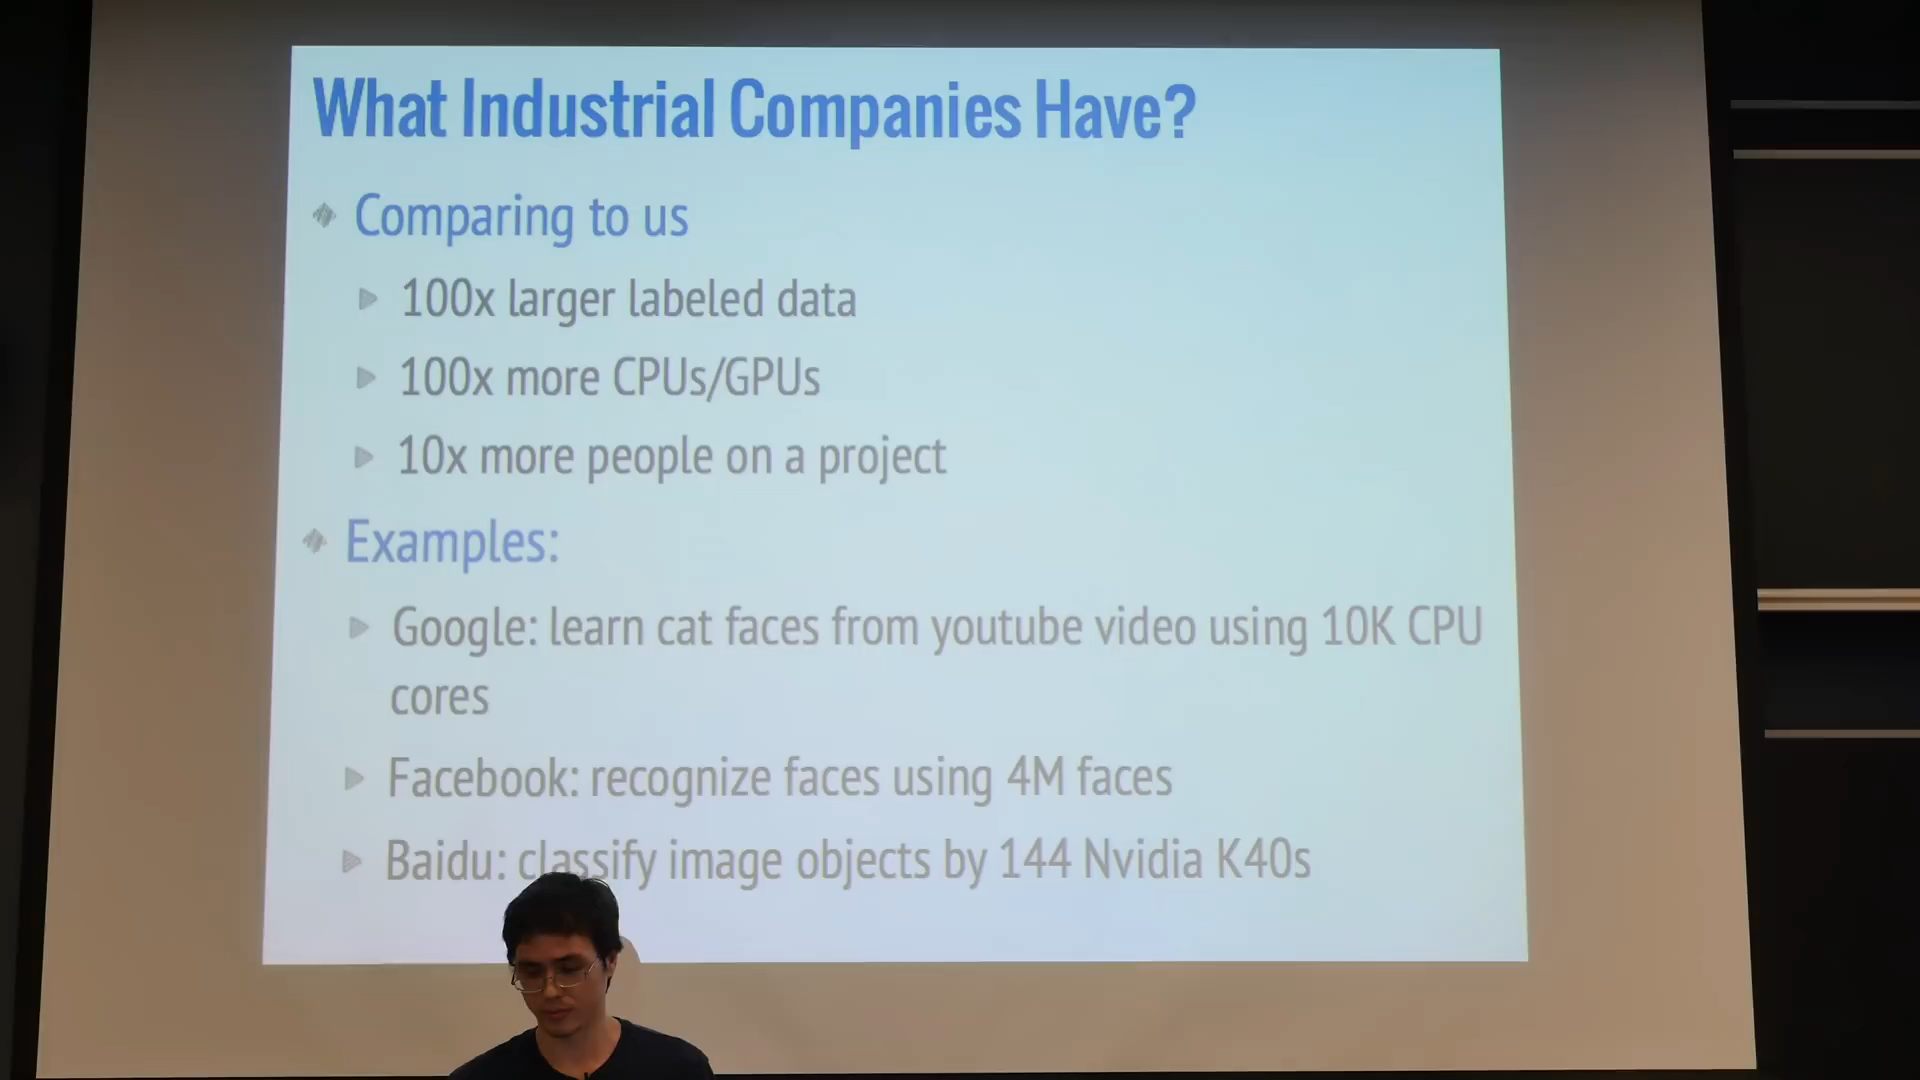 What Industrial Companies Have?
Comparing to us
100x larger labeled data
100x more CPUs/GPUs
10x more people on a project
Examples:
Google: learn cat faces from youtube video using 10K CPU
cores
Facebook: recognize faces using 4M faces
Baidu: classify image objects by 144 Nvidia K40s